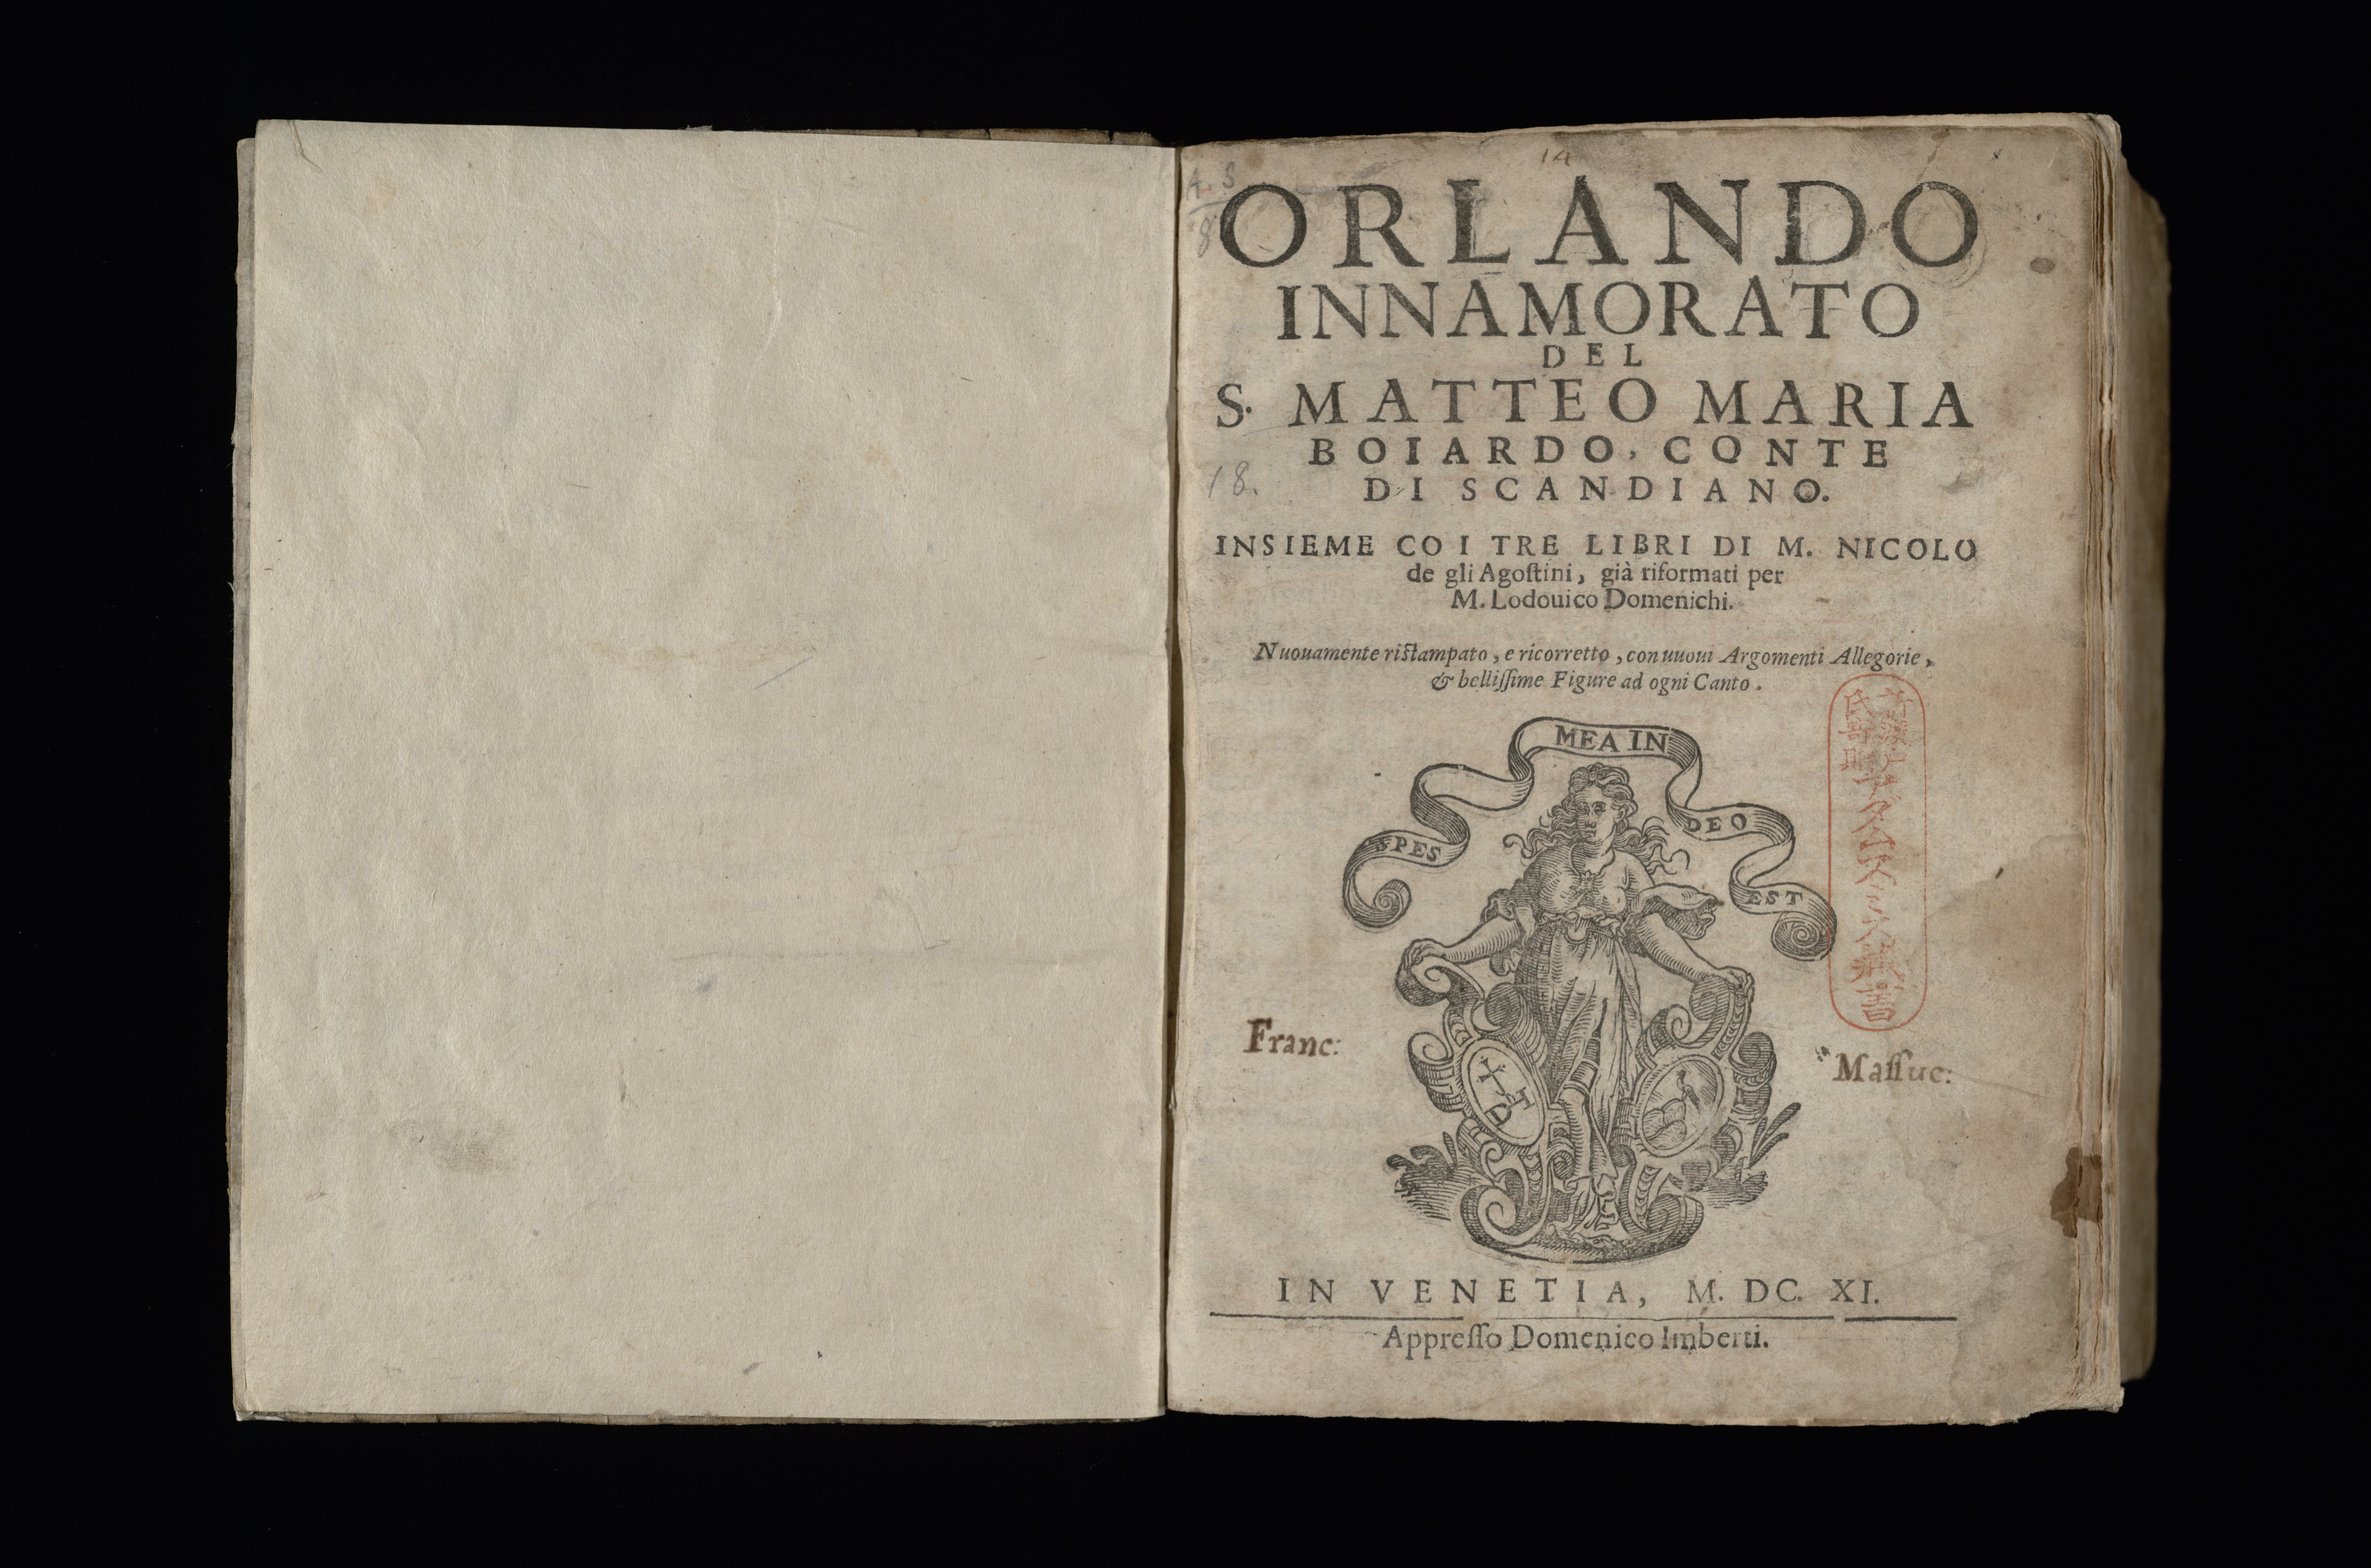 14
A. S
8
ORLANDO
INNAMORATO
DEL
S. MATTEO MARIA
BOIARDO, CONTE
18.
DI SCANDIANO.
INSIEME CO I TRE LIBRI DI M. NICOLO
de gli Agoſtini, già riformati per
M. Lodouico Domenichi.
Nuouamente riſtampato, e ricorretto, con uuoui Argomenti Allegorie,
& belliſſime Figure ad ogni Canto.
SPES MEA IN DEO EST
Franc:
Maſſuc:
IN VENETIA, M. DC. XI.
Appreſſo Domenico Imberti.